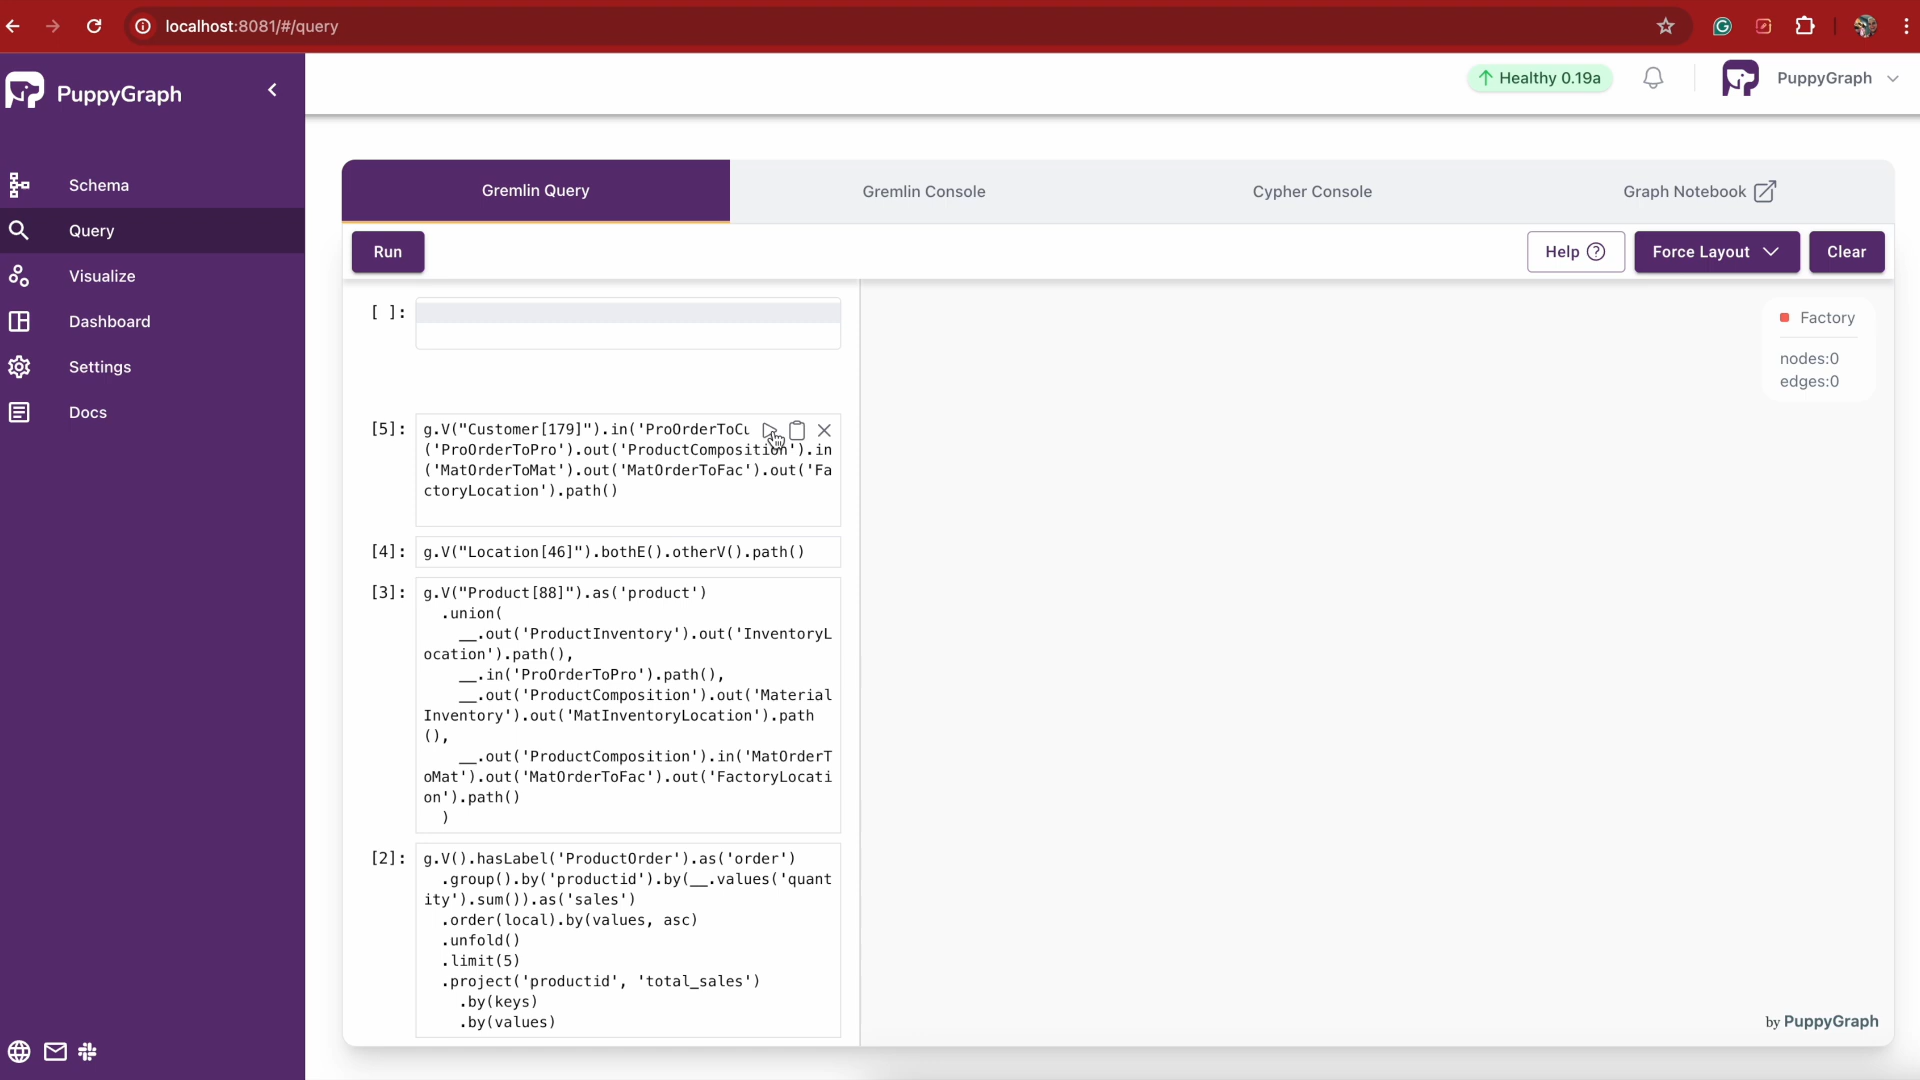 localhost:8081/#/query
PuppyGraph
Healthy 0.19a
PuppyGraph
Schema
Query
Visualize
Dashboard
Settings
Docs
Gremlin Query
Gremlin Console
Cypher Console
Graph Notebook
Run
Help
Force Layout
Clear
[ ]:
Factory
nodes:0
edges:0
[5]:
g.V("Customer[179]").in('ProOrderToCu
('ProOrderToPro').out('ProductComposition').in
('MatOrderToMat').out('MatOrderToFac').out('Fa
ctoryLocation').path()
[4]:
g.V("Location[46]").bothE().otherV().path()
[3]:
g.V("Product[88]").as('product')
.union(
__.out('ProductInventory').out('InventoryL
ocation').path(),
__.in('ProOrderToPro').path(),
__.out('ProductComposition').out('Material
Inventory').out('MatInventoryLocation').path
(),
__.out('ProductComposition').in('MatOrderT
oMat').out('MatOrderToFac').out('FactoryLocati
on').path()
)
[2]:
g.V().hasLabel('ProductOrder').as('order')
.group().by('productid').by(__.values('quant
ity').sum()).as('sales')
.order(local).by(values, asc)
.unfold()
.limit(5)
.project('productid', 'total_sales')
.by(keys)
.by(values)
by PuppyGraph